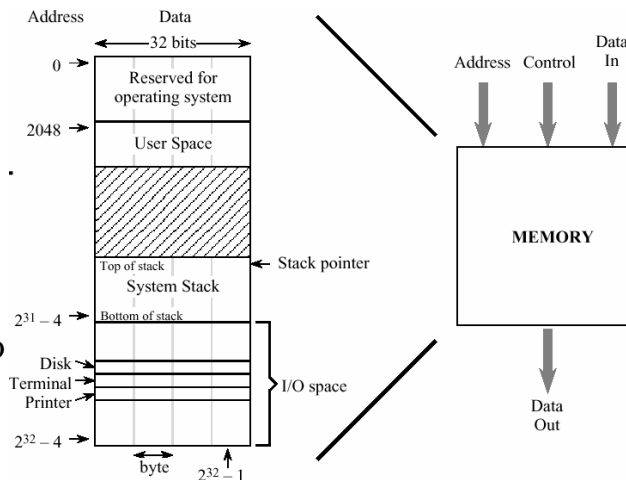 Address
Data
32 bits
0
Reserved for
operating system
2048
User Space
Top of stack
Stack pointer
System Stack
2³¹ – 4
Bottom of stack
Disk
Terminal
Printer
I/O space
2³² – 4
byte
2³² – 1
Address
Control
Data
In
MEMORY
Data
Out